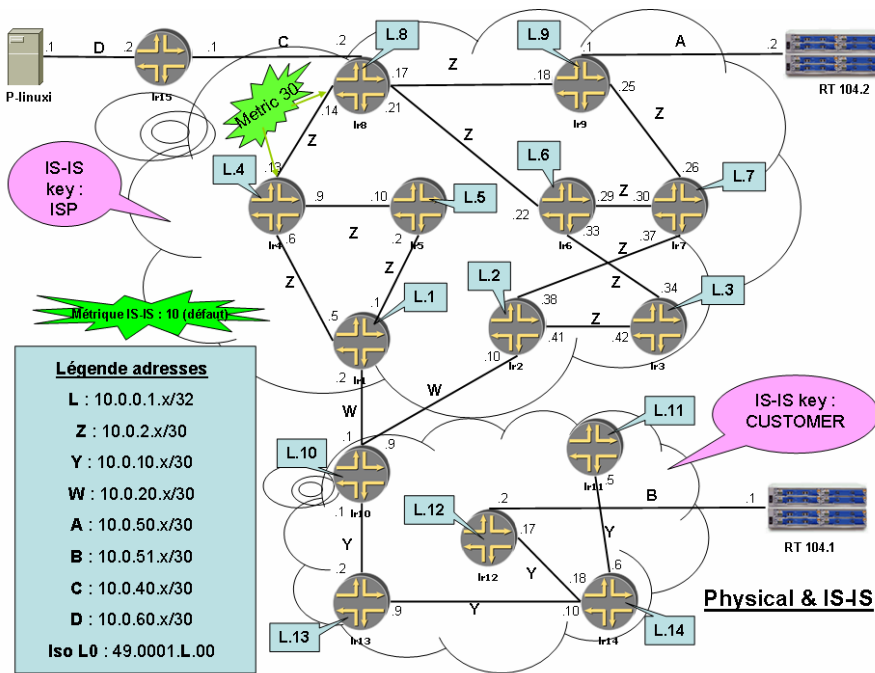 .1
D
.2
.1
C
.2
L.8
L.9
.1
A
.2
P-linuxi
lr15
.17
Z
.18
.25
RT 104.2
.14
lr8
.21
lr9
Metric 30
Z
Z
IS-IS
key :
ISP
.13
L.4
.9
.10
L.5
L.6
.26
L.7
.29
Z
.30
.22
.33
lr4
.6
Z
lr5
.2
lr6
lr7
Z
.37
Z
Z
.34
L.3
Métrique IS-IS : 10 (défaut)
.5
.1
L.1
L.2
.38
.41
Z
.42
lr1
.2
.10
lr2
lr3
Légende adresses
L : 10.0.0.1.x/32
Z : 10.0.2.x/30
Y : 10.0.10.x/30
W : 10.0.20.x/30
A : 10.0.50.x/30
B : 10.0.51.x/30
C : 10.0.40.x/30
D : 10.0.60.x/30
Iso L0 : 49.0001.L.00
W
W
IS-IS key :
CUSTOMER
.1
.9
L.10
L.11
lr10
.1
lr11
.5
L.12
.2
B
.1
.17
lr12
RT 104.1
Y
Y
Y
.2
.18
.6
.9
Y
.10
L.13
lr13
lr14
L.14
Physical & IS-IS